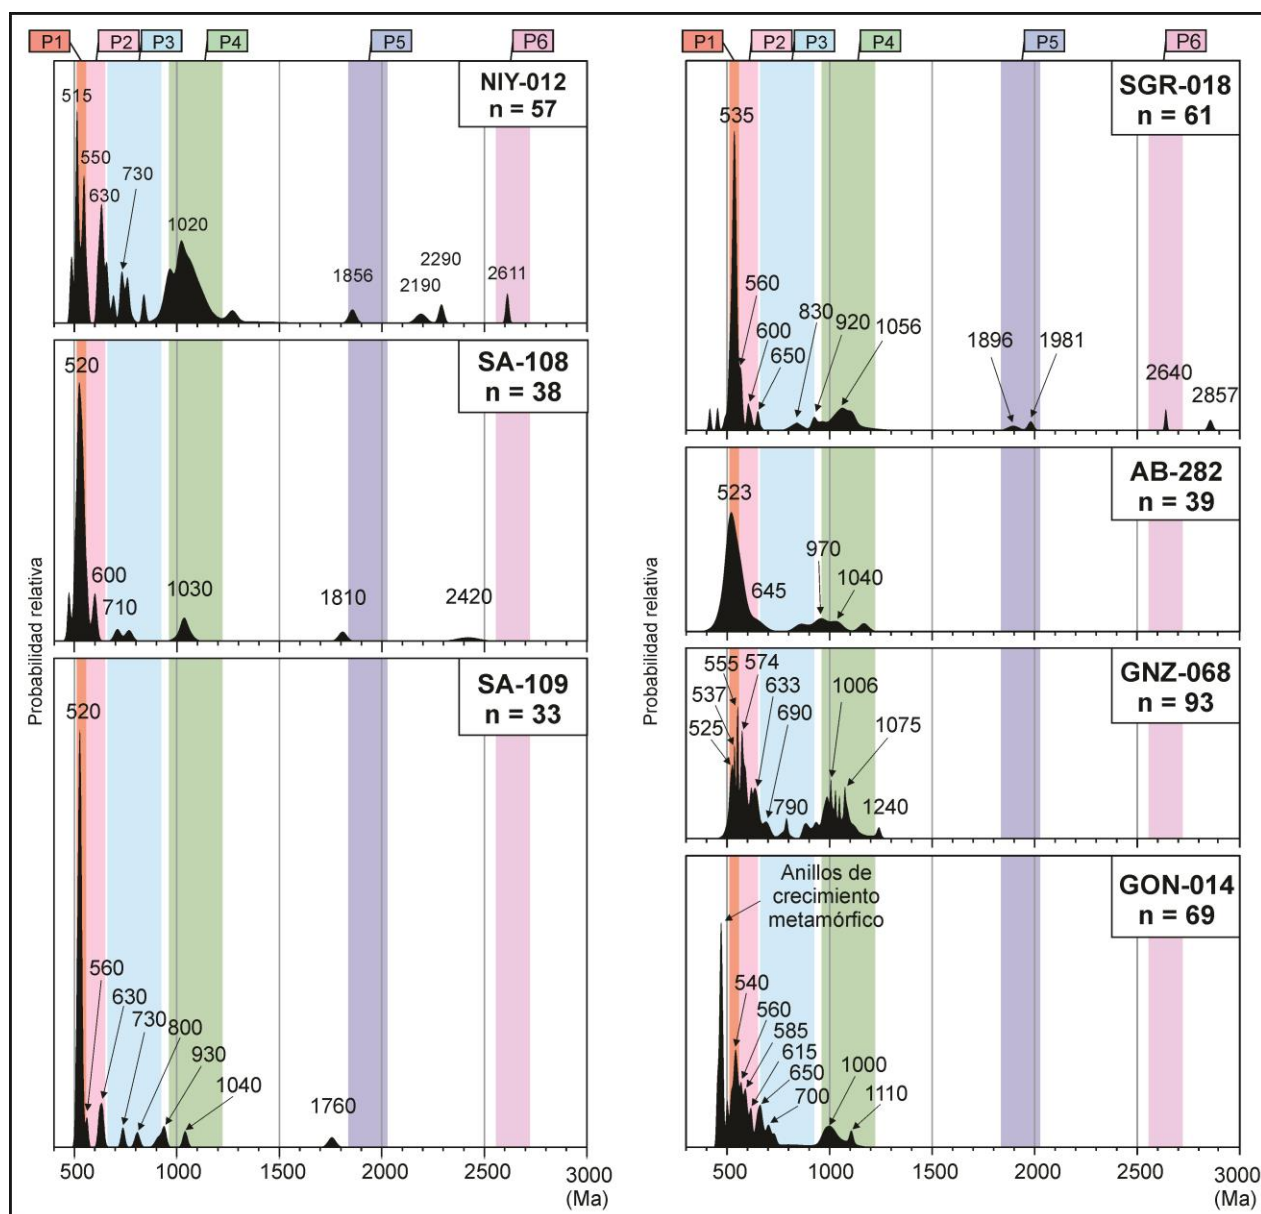 P1 P2 P3 P4 P5 P6
NIY-012
n = 57
515
550
630
730
1020
1856
2190
2290
2611
SA-108
n = 38
520
600
710
1030
1810
2420
SA-109
n = 33
520
560
630
730
800
930
1040
1760
Probabilidad relativa
500 1000 1500 2000 2500 3000
(Ma)
P1 P2 P3 P4 P5 P6
SGR-018
n = 61
535
560
600
650
830
920
1056
1896
1981
2640
2857
AB-282
n = 39
523
645
970
1040
GNZ-068
n = 93
555
574
537
633
525
690
790
1006
1075
1240
GON-014
n = 69
Anillos de
crecimiento
metamórfico
540
560
585
615
650
700
1000
1110
Probabilidad relativa
500 1000 1500 2000 2500 3000
(Ma)